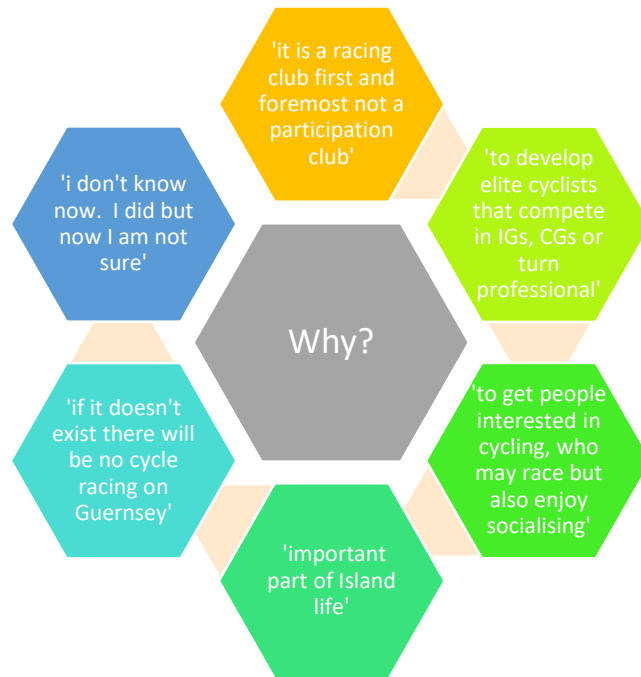 'it is a racing
club first and
foremost not a
participation
club'
'to develop
elite cyclists
that compete
in IGs, CGs or
turn
professional'
'to get people
interested in
cycling, who
may race but
also enjoy
socialising'
'important
part of Island
life'
'if it doesn't
exist there will
be no cycle
racing on
Guernsey'
'i don't know
now.  I did but
now I am not
sure'
Why?